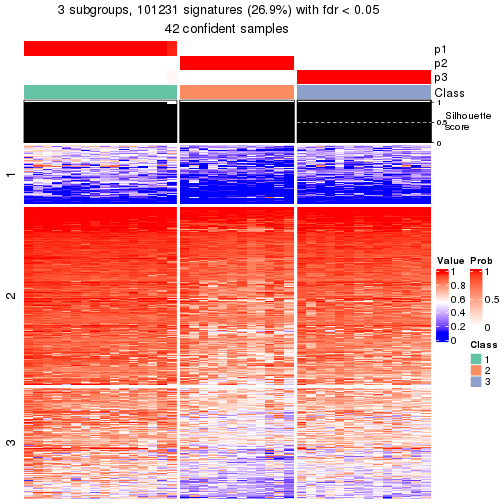 3 subgroups, 101231 signatures (26.9%) with fdr < 0.05
42 confident samples
p1
p2
p3
Class
1
0.5
0
Silhouette
score
1
2
3
Value
1
0.8
0.6
0.4
0.2
0
Prob
1
0.5
0
Class
1
2
3